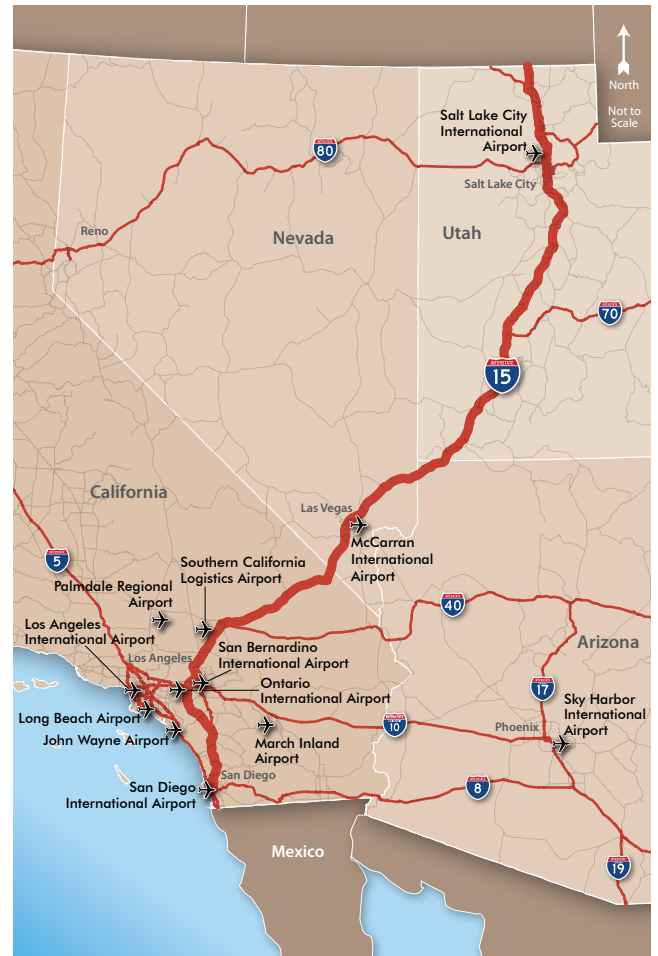 North
Not to
Scale
Salt Lake City
International
Airport
80
Salt Lake City
Reno
Nevada
Utah
70
INTERSTATE
15
California
Las Vegas
McCarran
International
Airport
5
Southern California
Logistics Airport
Palmdale Regional
Airport
40
Los Angeles
International Airport
Arizona
San Bernardino
International Airport
Los Angeles
Ontario
International Airport
17
Sky Harbor
International
Airport
Long Beach Airport
10
Phoenix
John Wayne Airport
March Inland
Airport
San Diego
San Diego
International Airport
8
Mexico
19